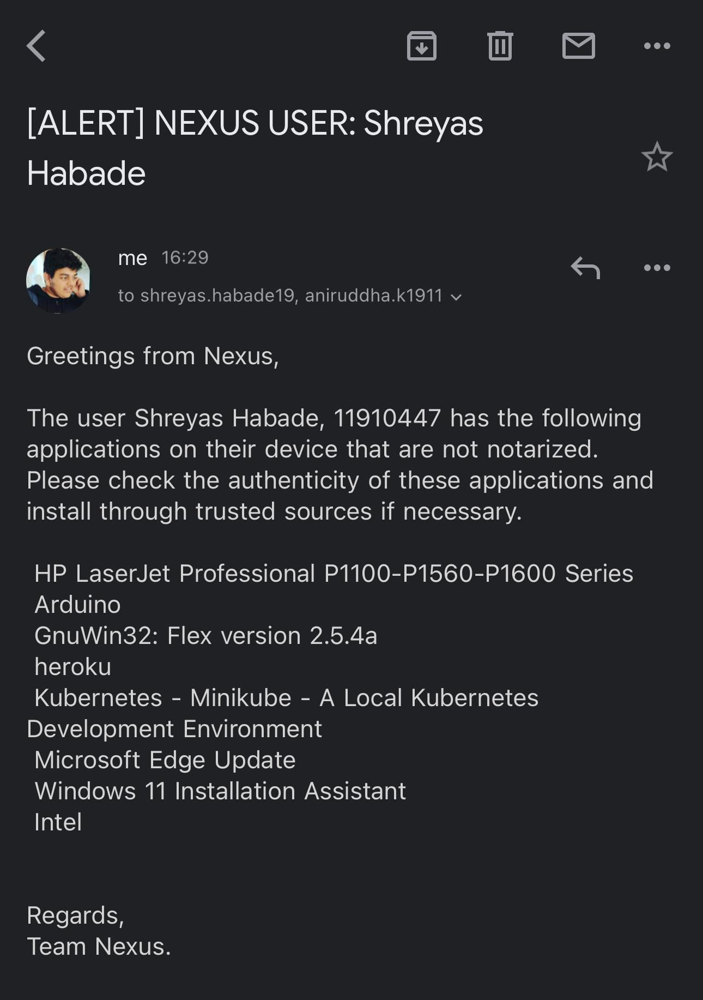 [ALERT] NEXUS USER: Shreyas
Habade
me 16:29
to shreyas.habade19, aniruddha.k1911
Greetings from Nexus,
The user Shreyas Habade, 11910447 has the following
applications on their device that are not notarized.
Please check the authenticity of these applications and
install through trusted sources if necessary.
HP LaserJet Professional P1100-P1560-P1600 Series
Arduino
GnuWin32: Flex version 2.5.4a
heroku
Kubernetes - Minikube - A Local Kubernetes
Development Environment
Microsoft Edge Update
Windows 11 Installation Assistant
Intel
Regards,
Team Nexus.